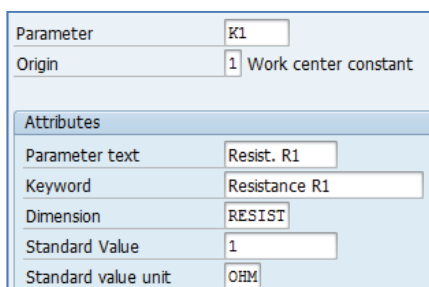 Parameter K1
Origin 1 Work center constant
Attributes
Parameter text Resist. R1
Keyword Resistance R1
Dimension RESIST
Standard Value 1
Standard value unit OHM